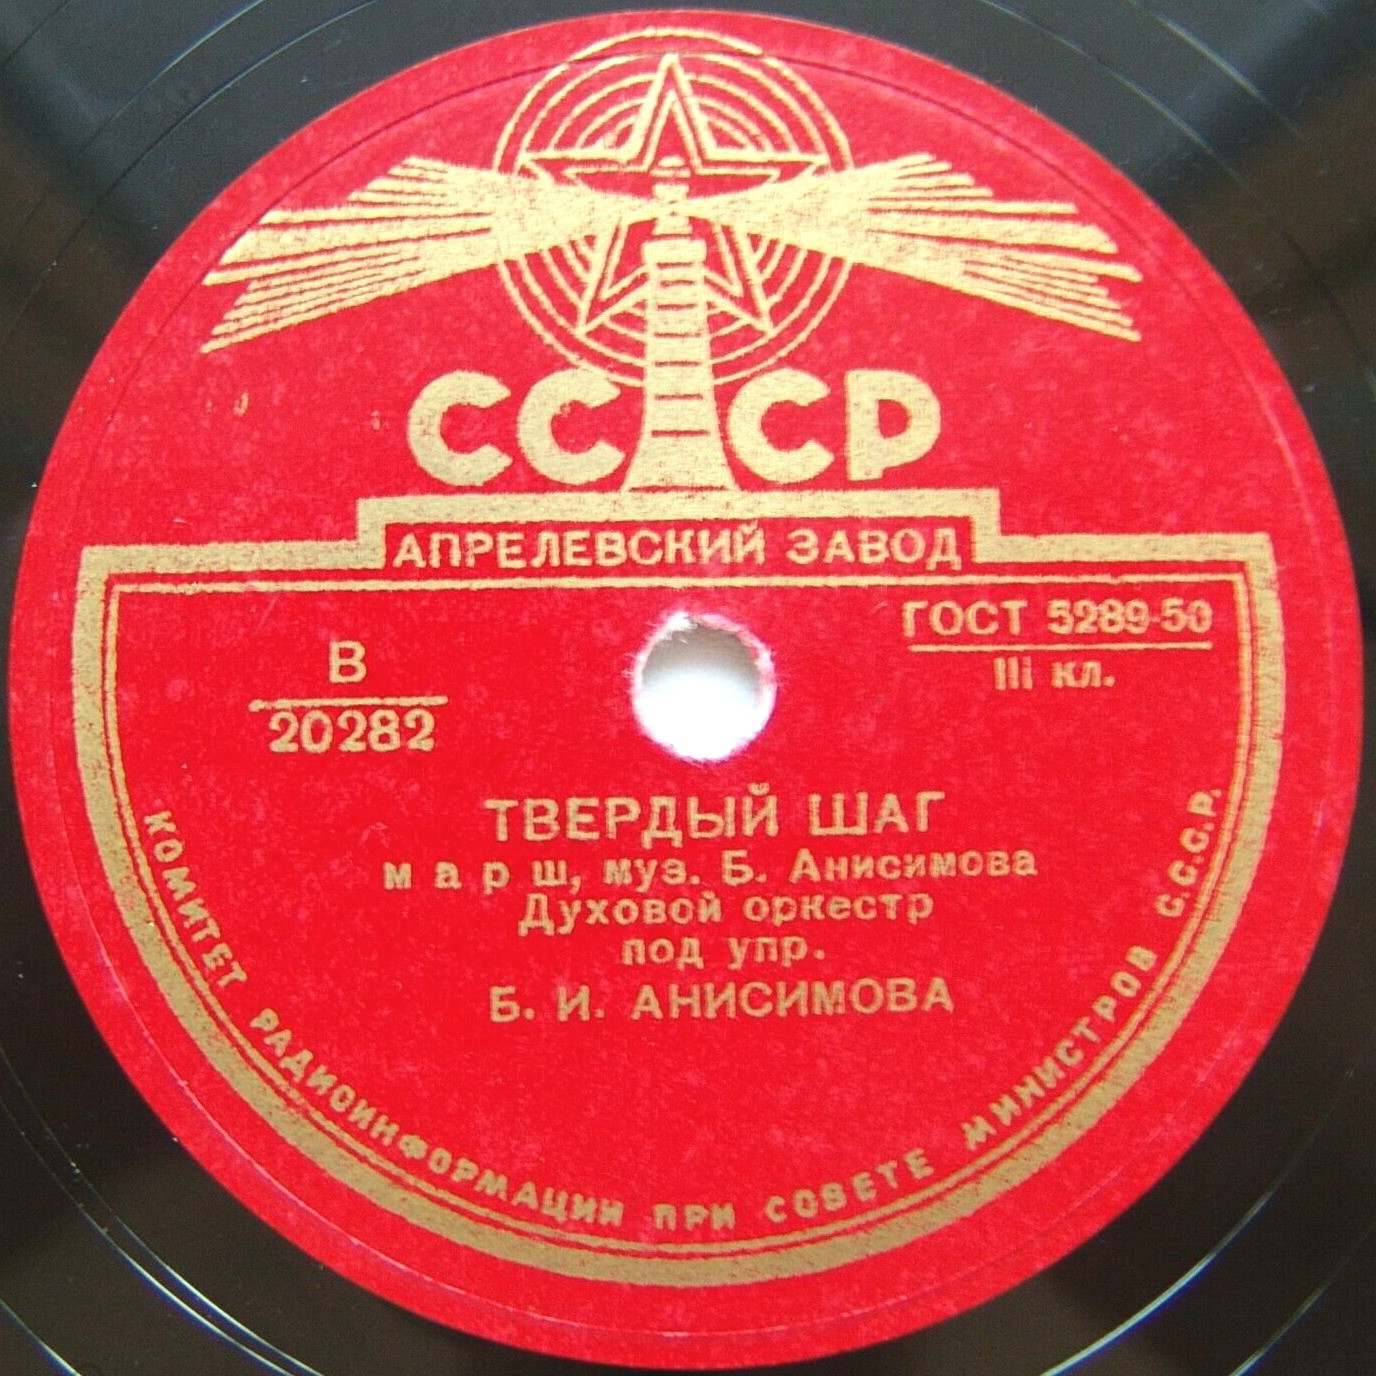 СССР
АПРЕЛЕВСКИЙ ЗАВОД
ГОСТ 5289-50
III кл.
В
20282
ТВЕРДЫЙ ШАГ
марш, муз. Б. Анисимова
Духовой оркестр
под упр.
Б. И. АНИСИМОВА
КОМИТЕТ РАДИОИНФОРМАЦИИ ПРИ СОВЕТЕ МИНИСТРОВ С.С.С.Р.